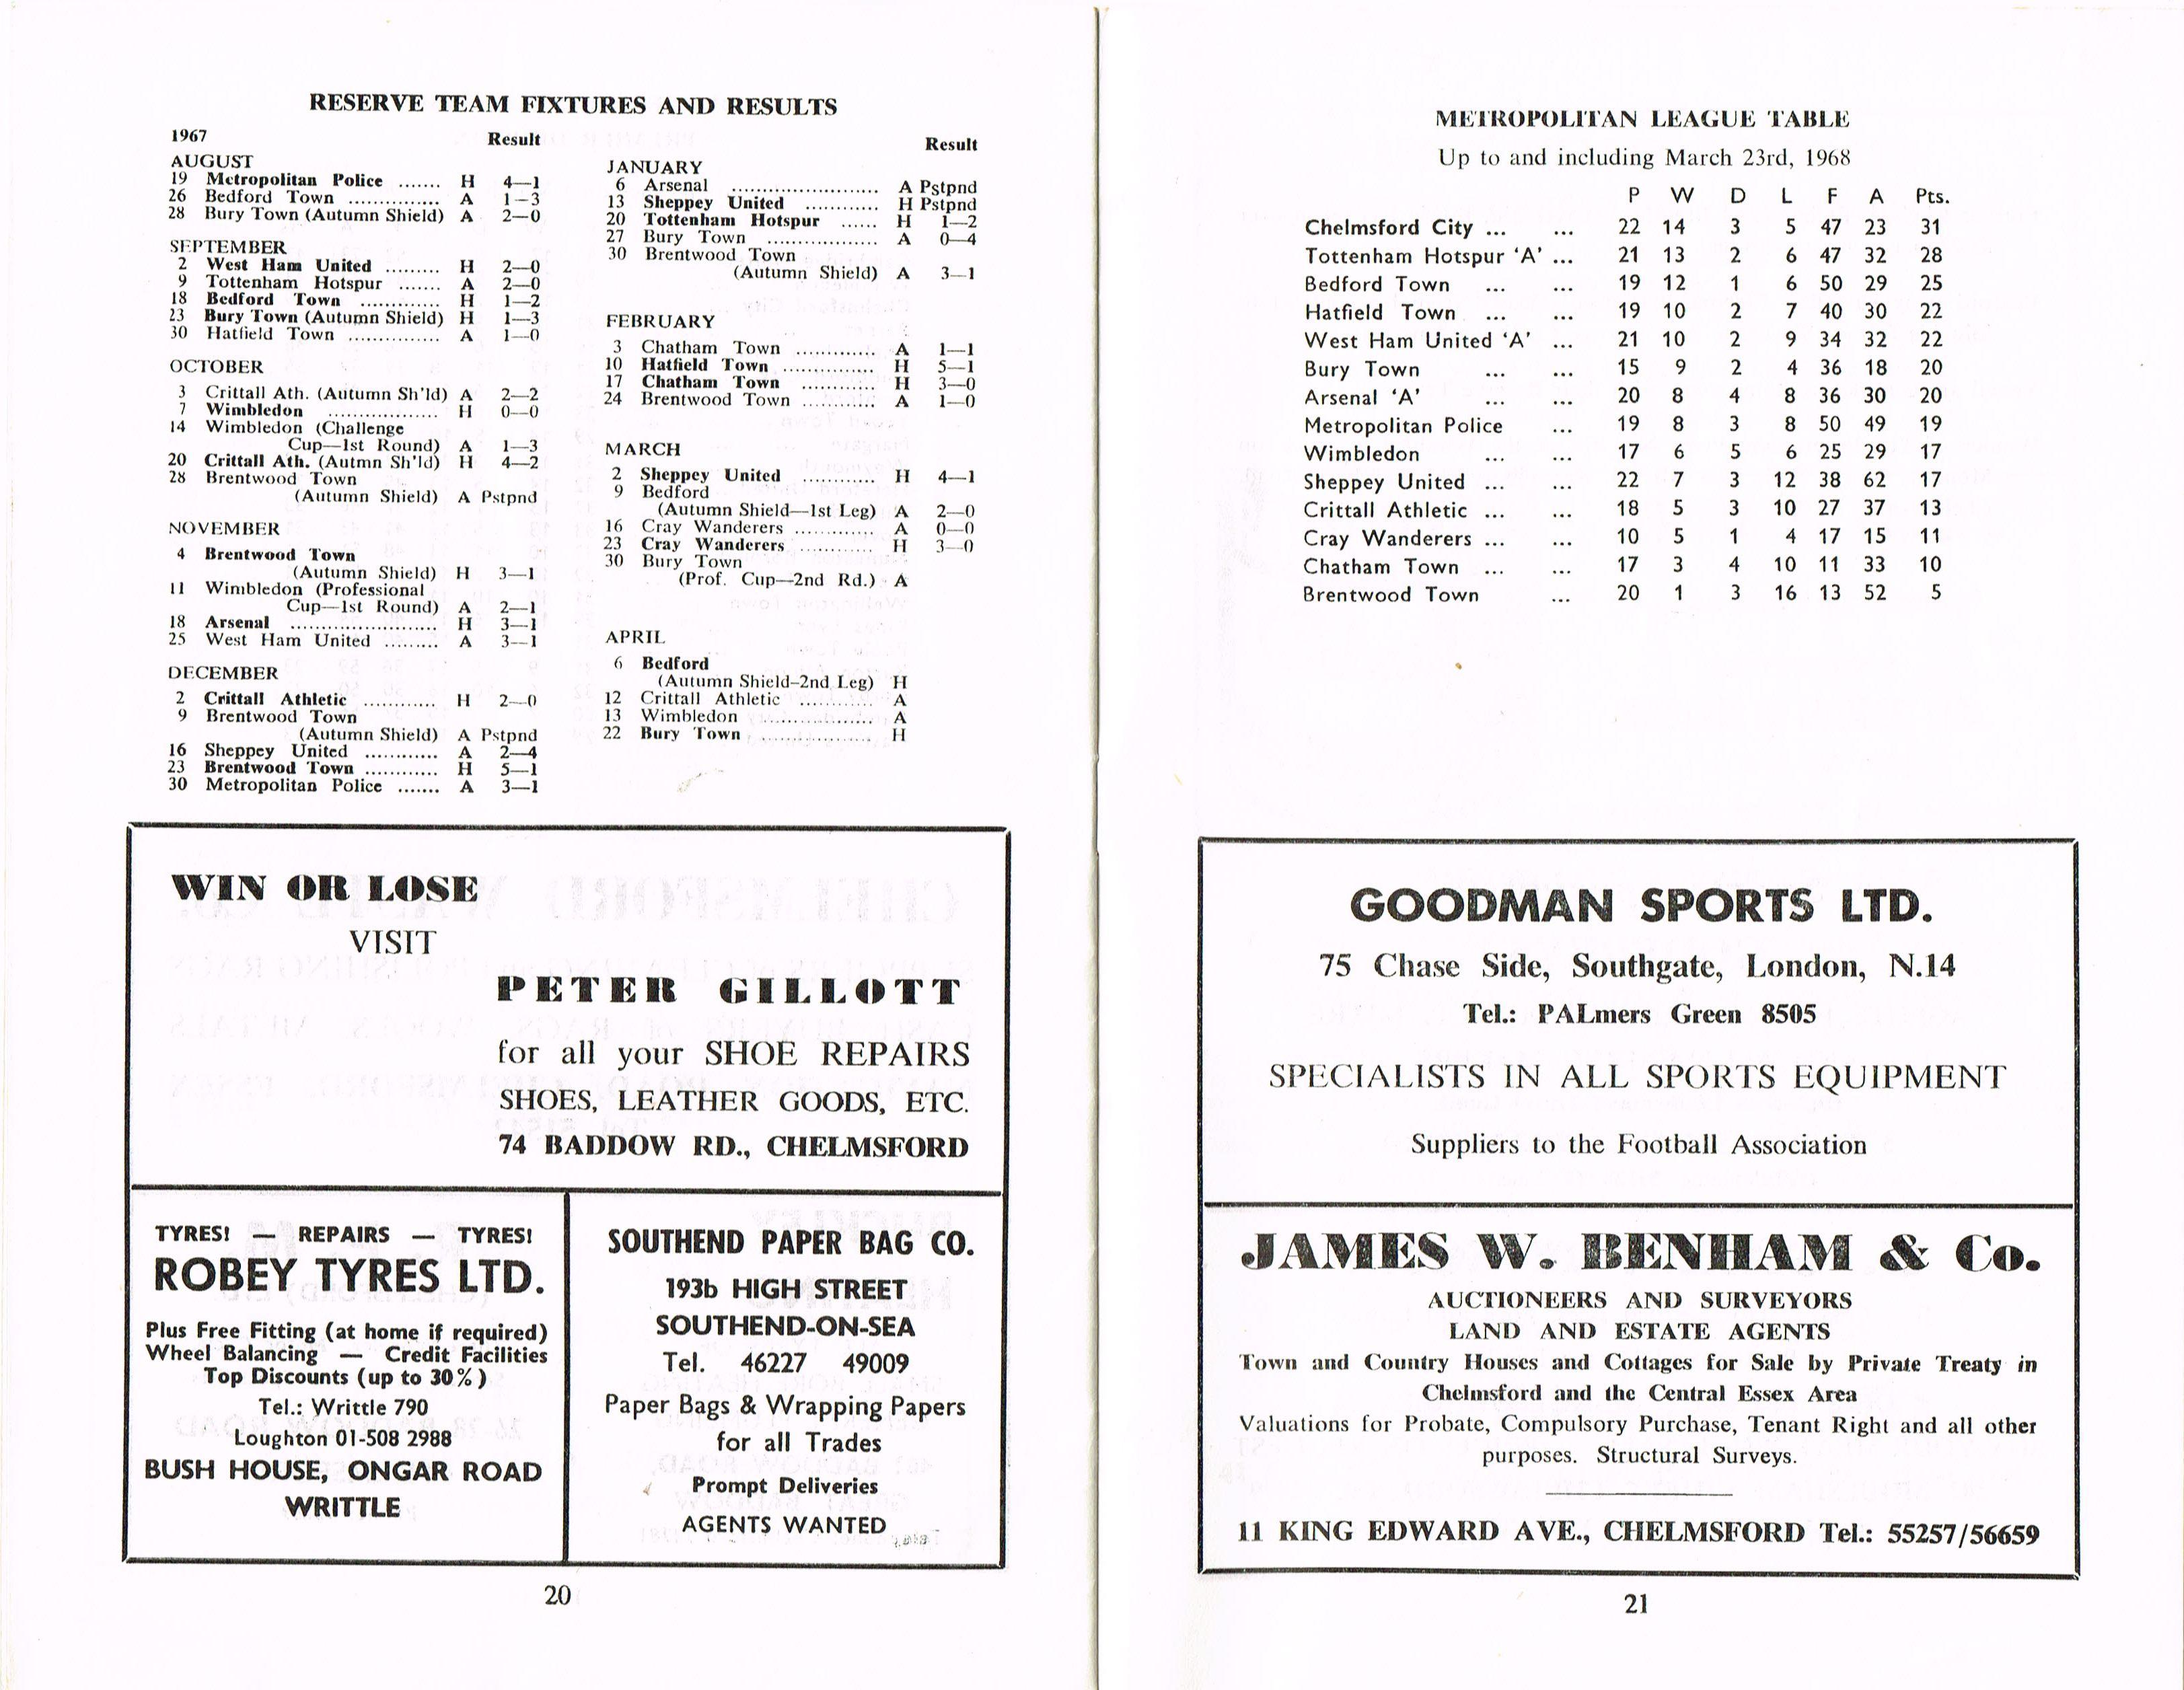 RESERVE TEAM FIXTURES AND RESULTS
1967 Result
AUGUST
19 Metropolitan Police ....... H 4—1
26 Bedford Town .............. A 1—3
28 Bury Town (Autumn Shield) A 2—0
SEPTEMBER
2 West Ham United ......... H 2—0
9 Tottenham Hotspur ....... A 2—0
18 Bedford Town ............ H 1—2
23 Bury Town (Autumn Shield) H 1—3
30 Hatfield Town .............. A 1—0
OCTOBER
3 Crittall Ath. (Autumn Sh'ld) A 2—2
7 Wimbledon ................. H 0—0
14 Wimbledon (Challenge
Cup—1st Round) A 1—3
20 Crittall Ath. (Autmn Sh'ld) H 4—2
28 Brentwood Town
(Autumn Shield) A Pstpnd
NOVEMBER
4 Brentwood Town
(Autumn Shield) H 3—1
11 Wimbledon (Professional
Cup—1st Round) A 2—1
18 Arsenal ....................... H 3—1
25 West Ham United ......... A 3—1
DECEMBER
2 Crittall Athletic ............ H 2—0
9 Brentwood Town
(Autumn Shield) A Pstpnd
16 Sheppey United ........... A 2—4
23 Brentwood Town ............ H 5—1
30 Metropolitan Police ....... A 3—1
Result
JANUARY
6 Arsenal ....................... A Pstpnd
13 Sheppey United ........... H Pstpnd
20 Tottenham Hotspur ...... H 1—2
27 Bury Town ................. A 0—4
30 Brentwood Town
(Autumn Shield) A 3—1
FEBRUARY
3 Chatham Town ............ A 1—1
10 Hatfield Town .............. H 5—1
17 Chatham Town ........... H 3—0
24 Brentwood Town ........... A 1—0
MARCH
2 Sheppey United ........... H 4—1
9 Bedford
(Autumn Shield—1st Leg) A 2—0
16 Cray Wanderers ............ A 0—0
23 Cray Wanderers ............ H 3—0
30 Bury Town
(Prof. Cup—2nd Rd.) A
APRIL
6 Bedford
(Autumn Shield–2nd Leg) H
12 Crittall Athletic ........... A
13 Wimbledon ................. A
22 Bury Town ................. H
WIN OR LOSE
VISIT
PETER GILLOTT
for all your SHOE REPAIRS
SHOES, LEATHER GOODS, ETC.
74 BADDOW RD., CHELMSFORD
TYRES! — REPAIRS — TYRES!
ROBEY TYRES LTD.
Plus Free Fitting (at home if required)
Wheel Balancing — Credit Facilities
Top Discounts (up to 30%)
Tel.: Writtle 790
Loughton 01-508 2988
BUSH HOUSE, ONGAR ROAD
WRITTLE
SOUTHEND PAPER BAG CO.
193b HIGH STREET
SOUTHEND-ON-SEA
Tel. 46227 49009
Paper Bags & Wrapping Papers
for all Trades
Prompt Deliveries
AGENTS WANTED
20
METROPOLITAN LEAGUE TABLE
Up to and including March 23rd, 1968
P W D L F A Pts.
Chelmsford City ... ... 22 14 3 5 47 23 31
Tottenham Hotspur 'A' ... 21 13 2 6 47 32 28
Bedford Town ... ... 19 12 1 6 50 29 25
Hatfield Town ... ... 19 10 2 7 40 30 22
West Ham United 'A' ... 21 10 2 9 34 32 22
Bury Town ... ... 15 9 2 4 36 18 20
Arsenal 'A' ... ... 20 8 4 8 36 30 20
Metropolitan Police ... 19 8 3 8 50 49 19
Wimbledon ... ... 17 6 5 6 25 29 17
Sheppey United ... ... 22 7 3 12 38 62 17
Crittall Athletic ... ... 18 5 3 10 27 37 13
Cray Wanderers ... ... 10 5 1 4 17 15 11
Chatham Town ... ... 17 3 4 10 11 33 10
Brentwood Town ... 20 1 3 16 13 52 5
GOODMAN SPORTS LTD.
75 Chase Side, Southgate, London, N.14
Tel.: PALmers Green 8505
SPECIALISTS IN ALL SPORTS EQUIPMENT
Suppliers to the Football Association
JAMES W. BENHAM & Co.
AUCTIONEERS AND SURVEYORS
LAND AND ESTATE AGENTS
Town and Country Houses and Cottages for Sale by Private Treaty in
Chelmsford and the Central Essex Area
Valuations for Probate, Compulsory Purchase, Tenant Right and all other
purposes. Structural Surveys.
11 KING EDWARD AVE., CHELMSFORD Tel.: 55257/56659
21